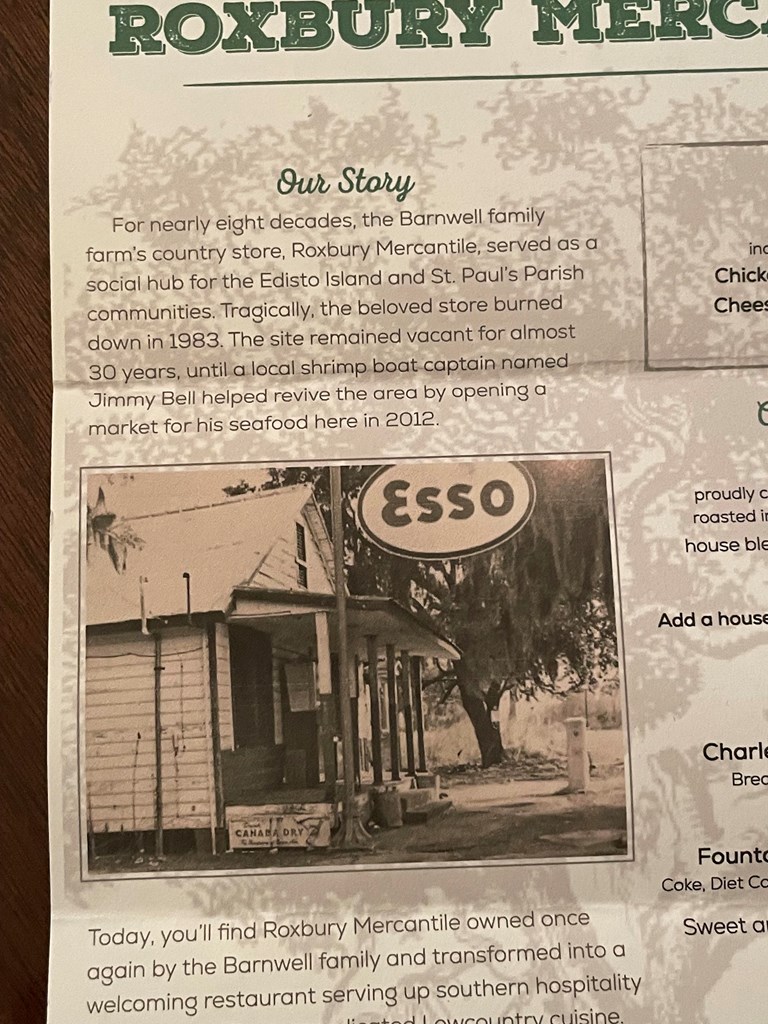 ROXBURY MERC
Our Story
For nearly eight decades, the Barnwell family
farm's country store, Roxbury Mercantile, served as a
social hub for the Edisto Island and St. Paul's Parish
communities. Tragically, the beloved store burned
down in 1983. The site remained vacant for almost
30 years, until a local shrimp boat captain named
Jimmy Bell helped revive the area by opening a
market for his seafood here in 2012.
Esso
CANADA DRY
Today, you'll find Roxbury Mercantile owned once
again by the Barnwell family and transformed into a
welcoming restaurant serving up southern hospitality
Lowcountry cuisine.
inc
Chick
Chees
proudly c
roasted i
house ble
Add a house
Charle
Brea
Founta
Coke, Diet Co
Sweet a